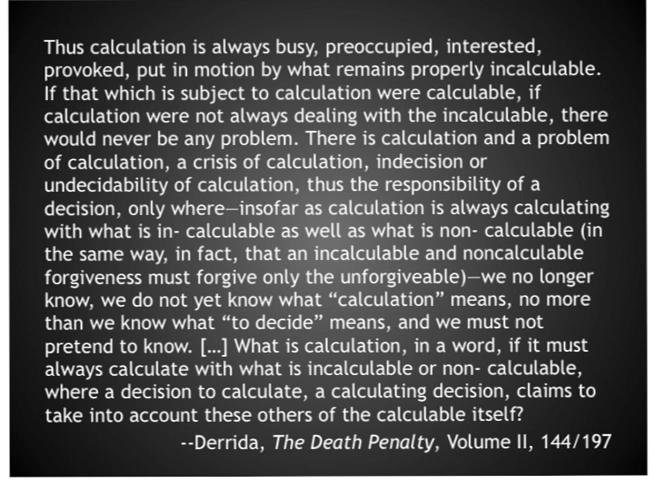 Thus calculation is always busy, preoccupied, interested,
provoked, put in motion by what remains properly incalculable.
If that which is subject to calculation were calculable, if
calculation were not always dealing with the incalculable, there
would never be any problem. There is calculation and a problem
of calculation, a crisis of calculation, indecision or
undecidability of calculation, thus the responsibility of a
decision, only where—insofar as calculation is always calculating
with what is in- calculable as well as what is non- calculable (in
the same way, in fact, that an incalculable and noncalculable
forgiveness must forgive only the unforgiveable)—we no longer
know, we do not yet know what “calculation” means, no more
than we know what “to decide” means, and we must not
pretend to know. […] What is calculation, in a word, if it must
always calculate with what is incalculable or non- calculable,
where a decision to calculate, a calculating decision, claims to
take into account these others of the calculable itself?
--Derrida, The Death Penalty, Volume II, 144/197